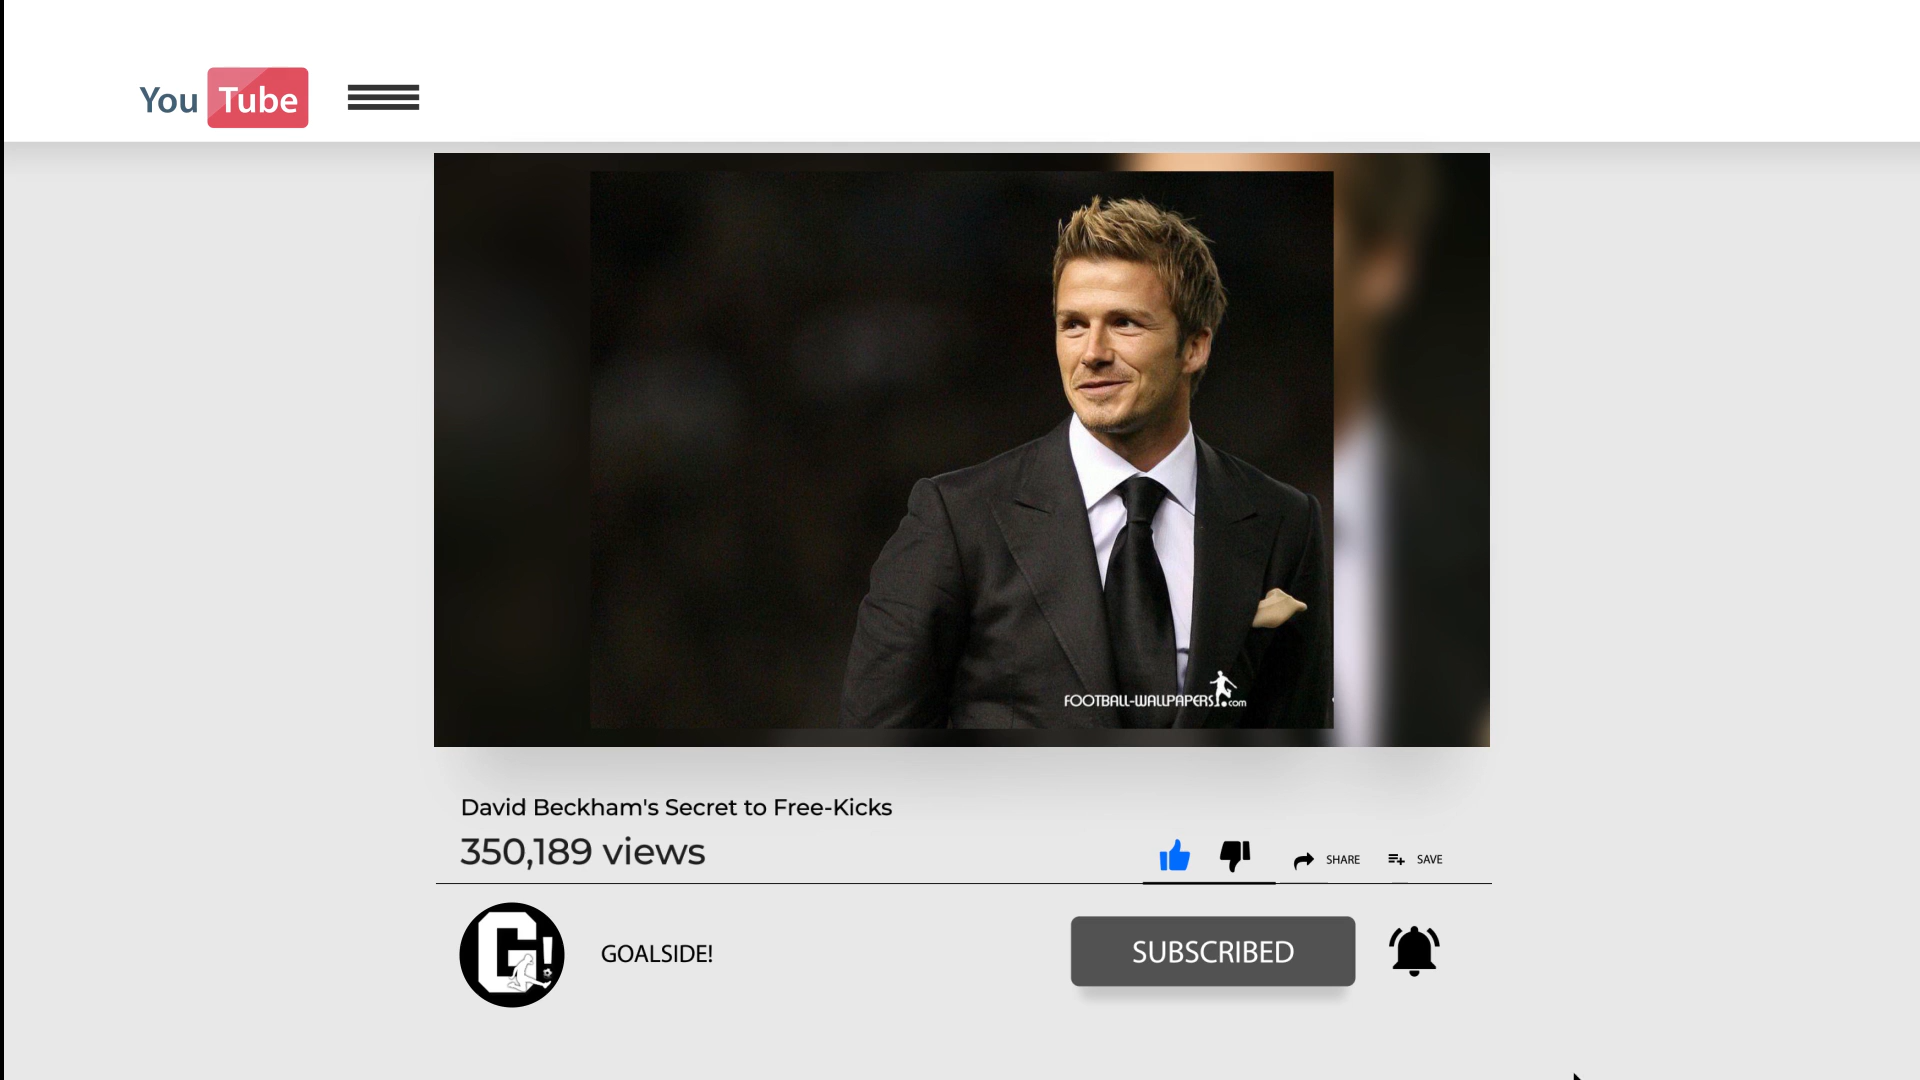 You Tube
FOOTBALL-WALLPAPERS.com
David Beckham's Secret to Free-Kicks
350,189 views
SHARE
SAVE
G!
GOALSIDE!
SUBSCRIBED